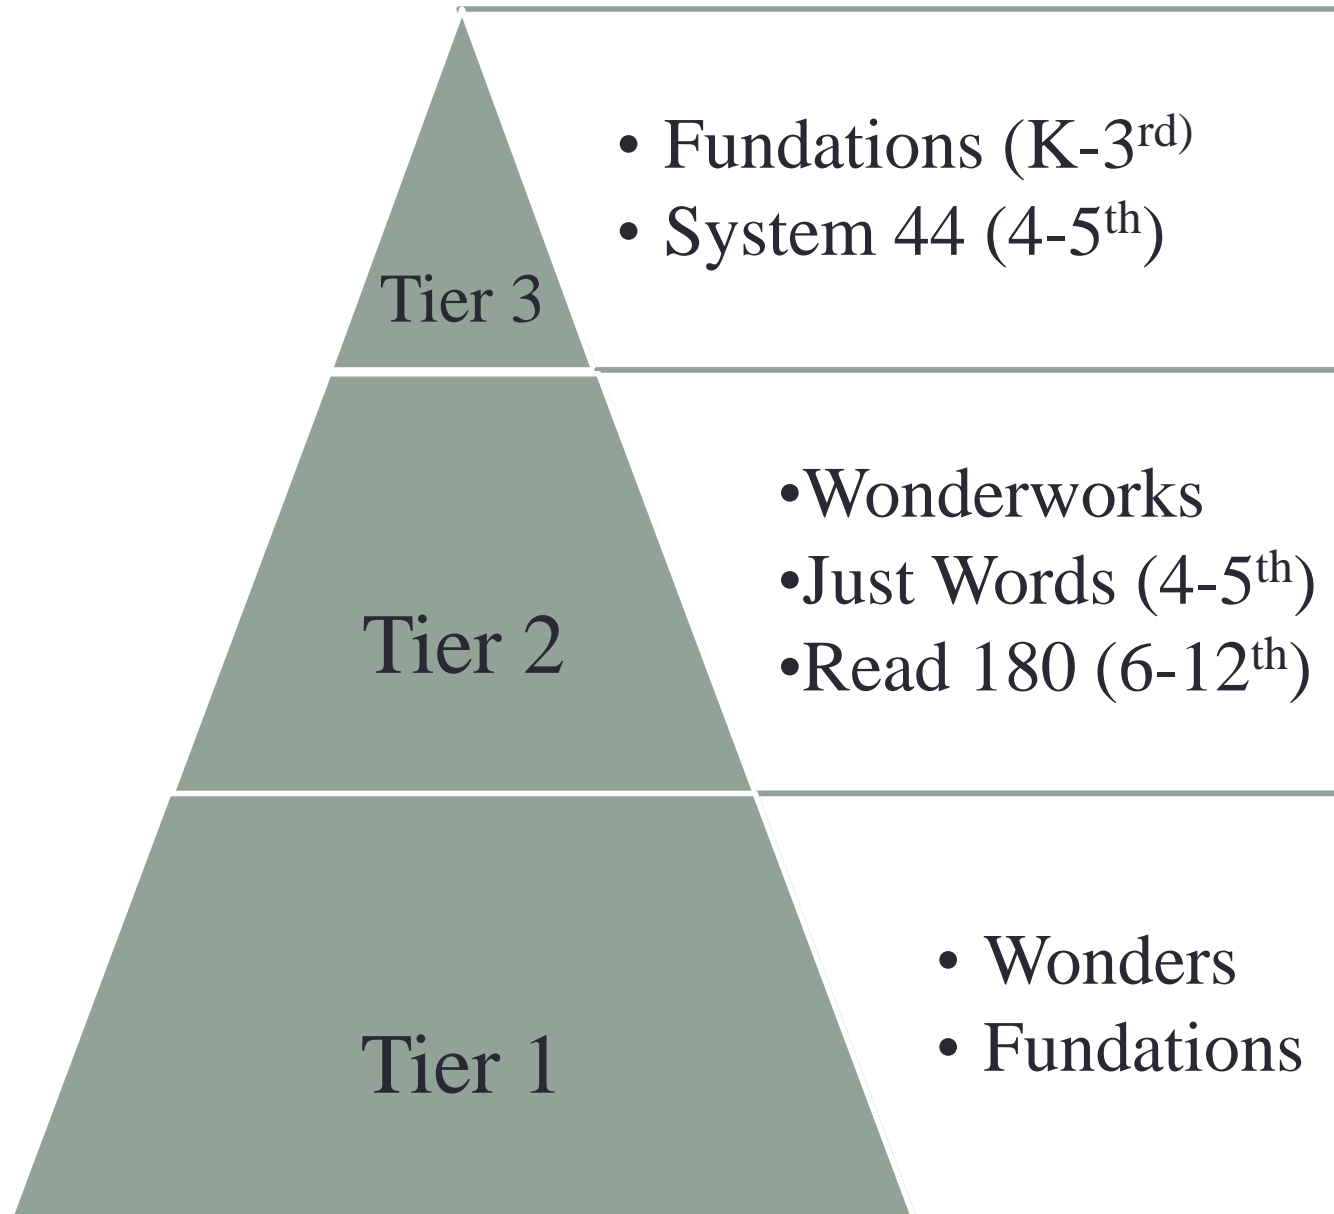 • Fundations (K-3rd)
• System 44 (4-5th)
Tier 3
•Wonderworks
•Just Words (4-5th)
•Read 180 (6-12th)
Tier 2
• Wonders
• Fundations
Tier 1